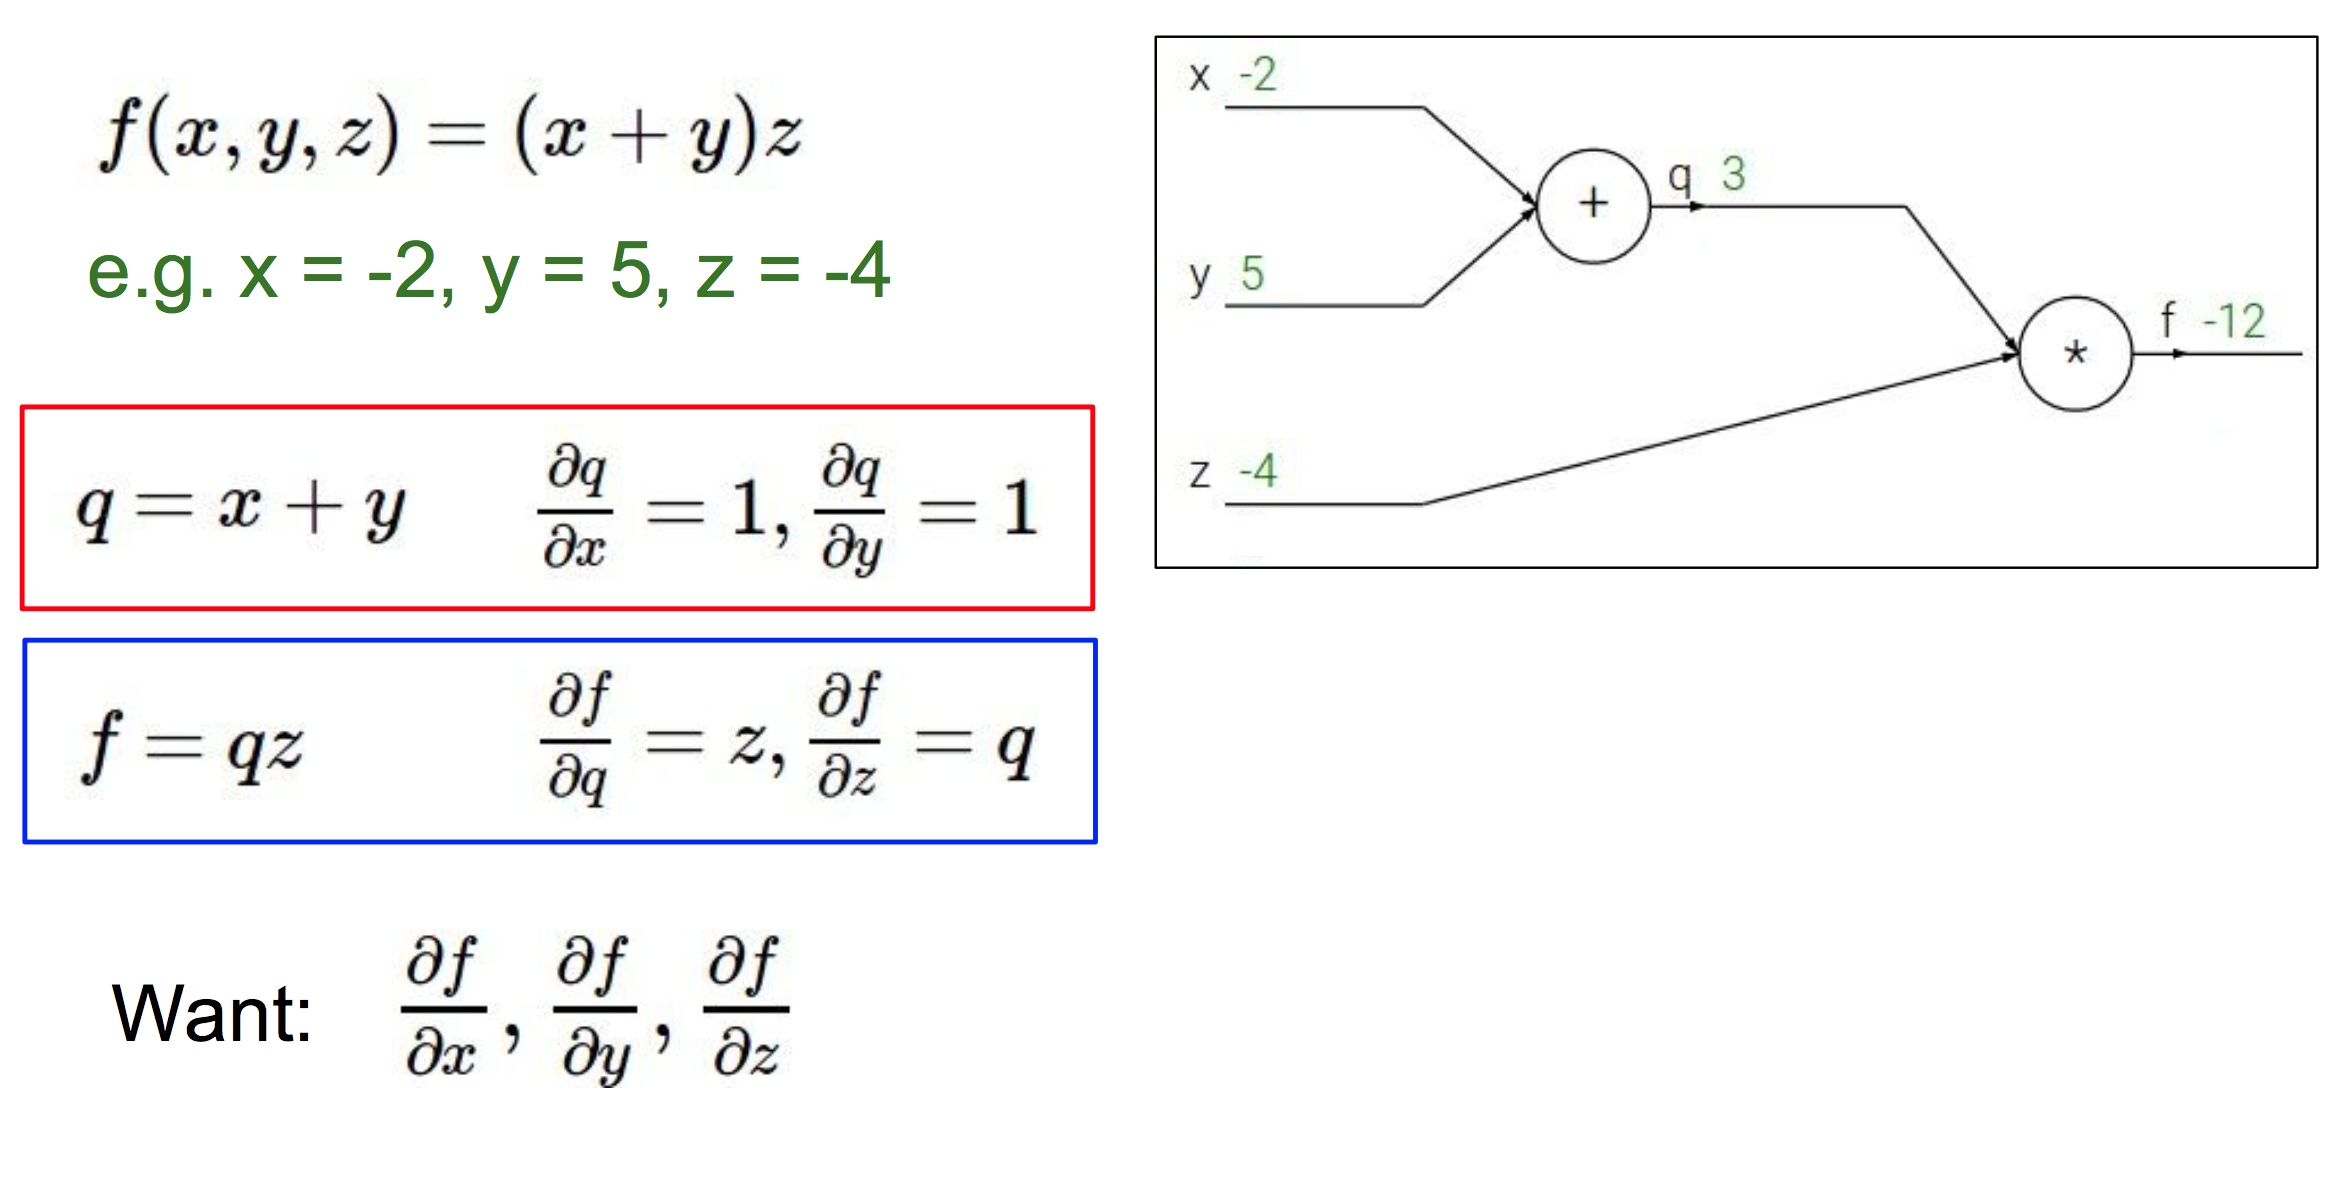 f(x, y, z) = (x + y)z
e.g. x = -2, y = 5, z = -4
q = x + y ∂q/∂x = 1, ∂q/∂y = 1
f = qz ∂f/∂q = z, ∂f/∂z = q
Want: ∂f/∂x, ∂f/∂y, ∂f/∂z
x -2
+
q 3
y 5
*
f -12
z -4